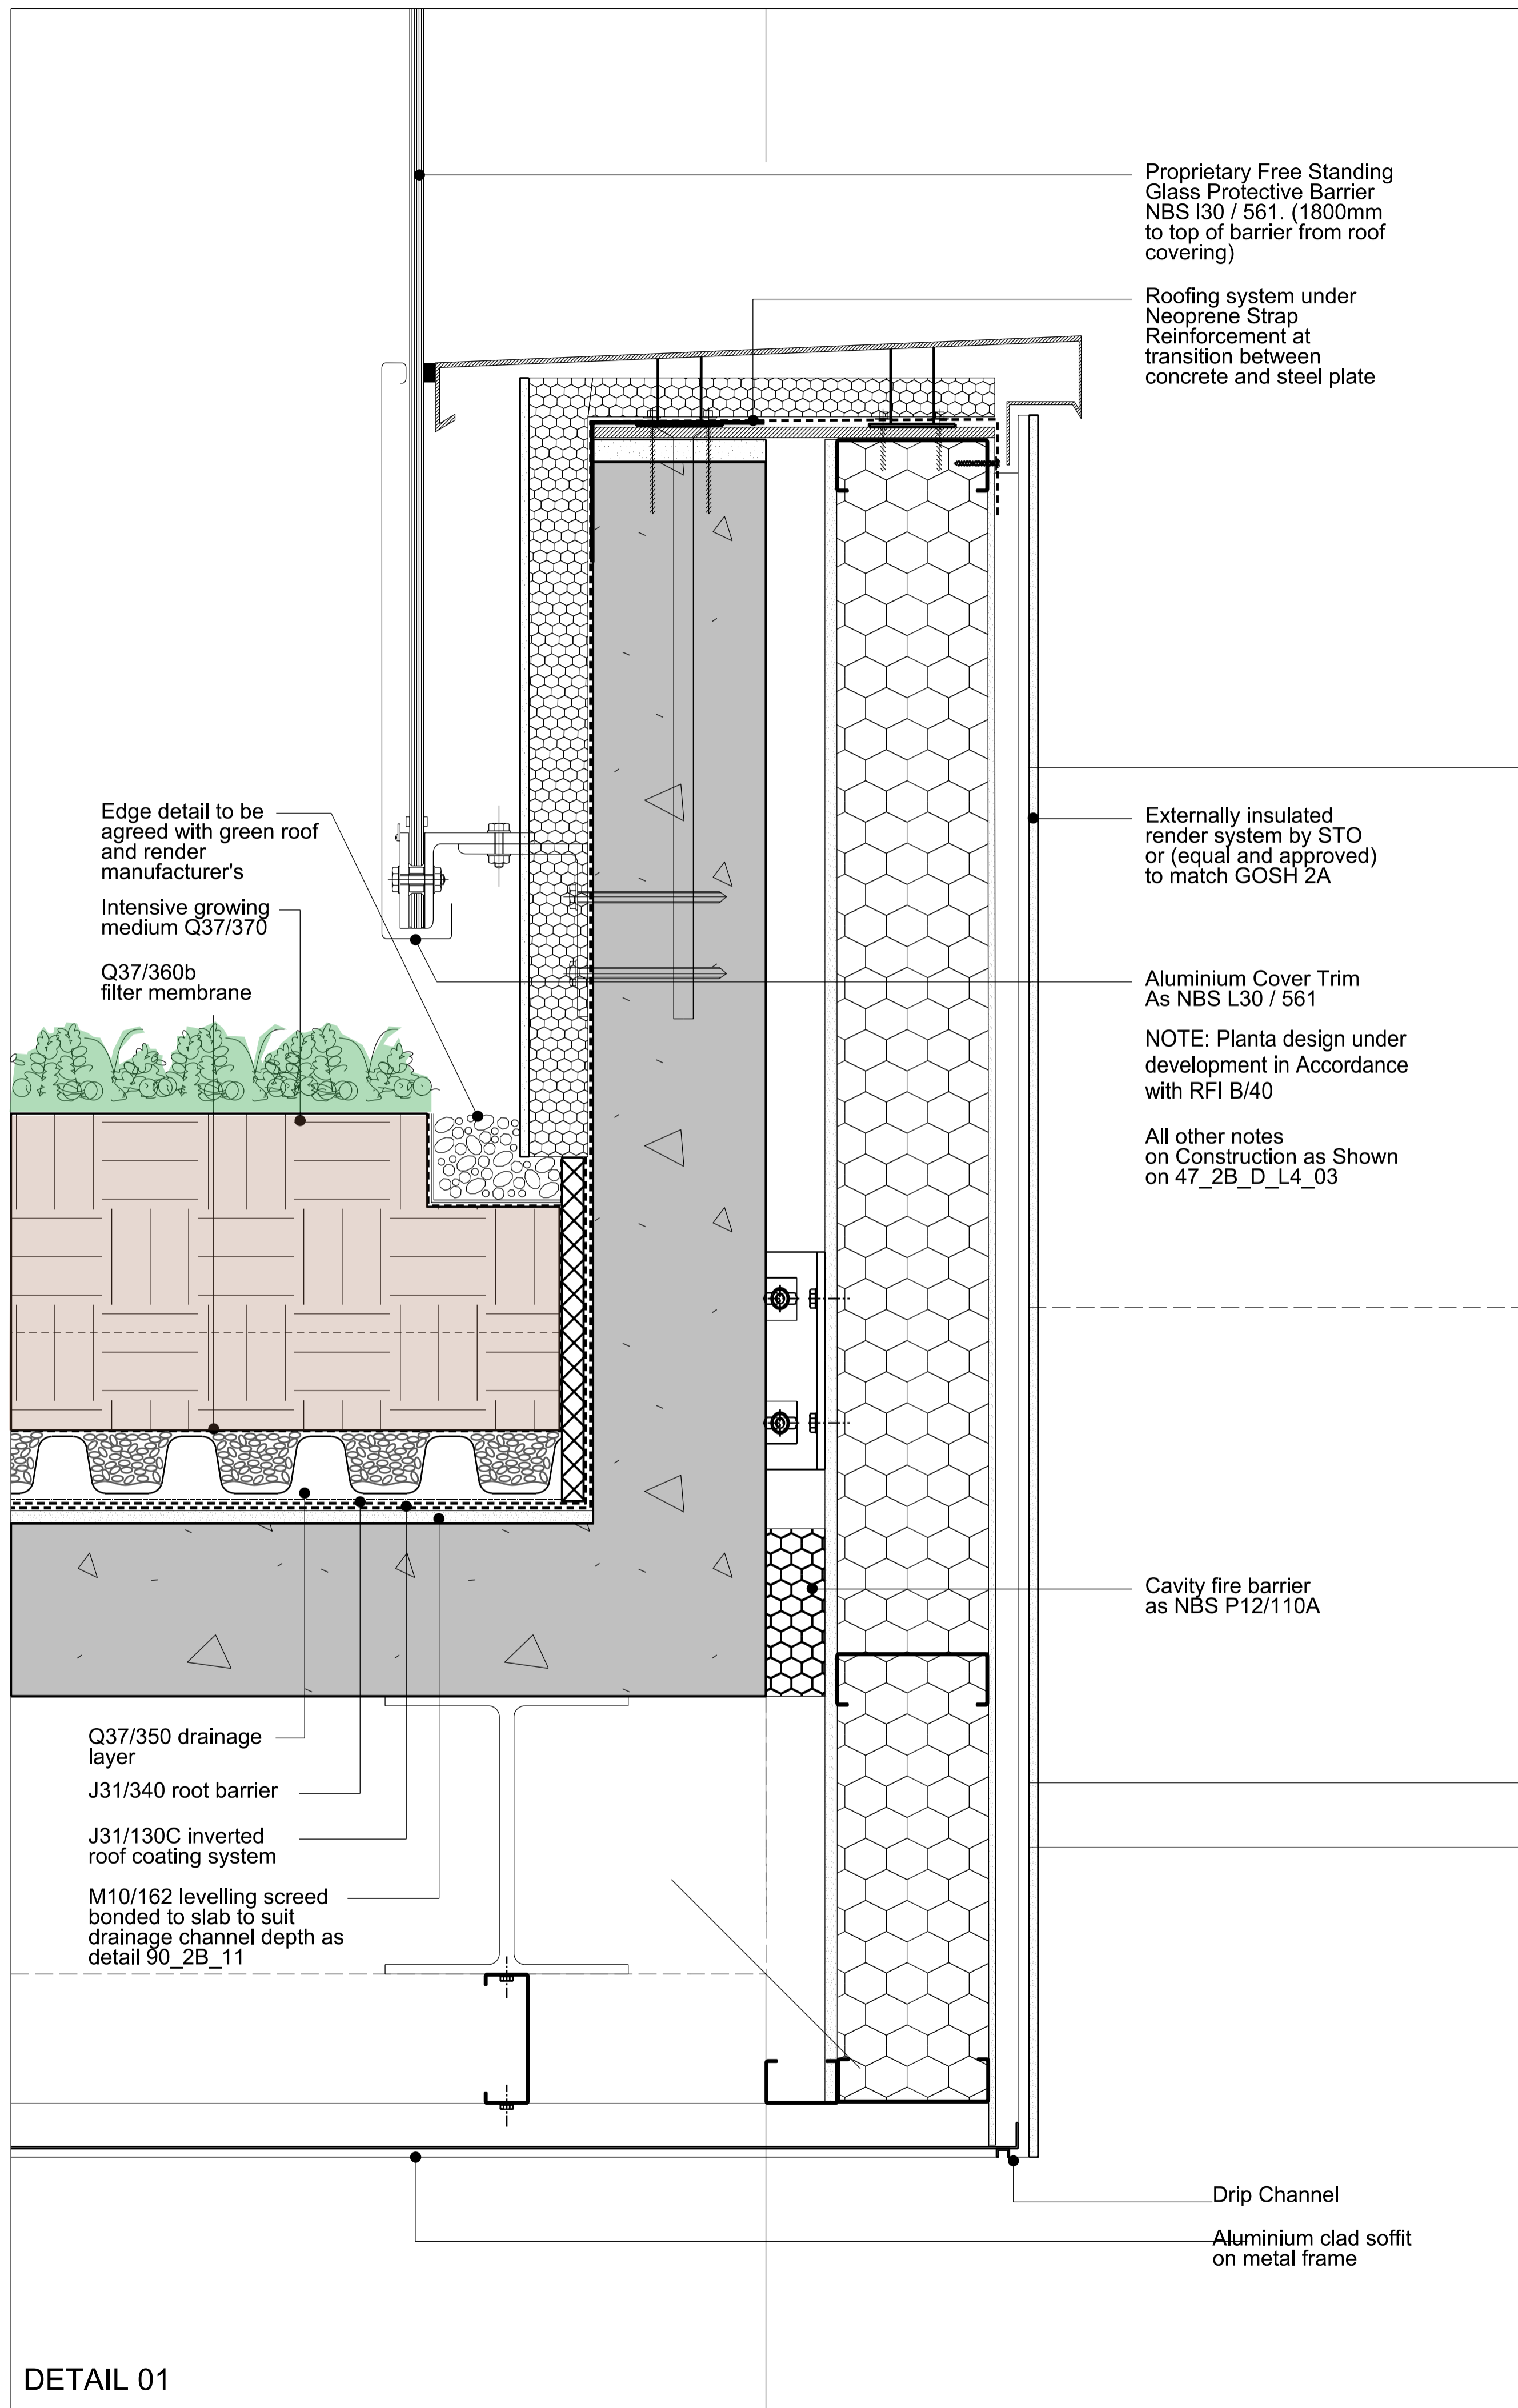 Proprietary Free Standing
Glass Protective Barrier
NBS I30 / 561. (1800mm
to top of barrier from roof
covering)
Roofing system under
Neoprene Strap
Reinforcement at
transition between
concrete and steel plate
Edge detail to be
agreed with green roof
and render
manufacturer's
Intensive growing
medium Q37/370
Q37/360b
filter membrane
Externally insulated
render system by STO
or (equal and approved)
to match GOSH 2A
Aluminium Cover Trim
As NBS L30 / 561
NOTE: Planta design under
development in Accordance
with RFI B/40
All other notes
on Construction as Shown
on 47_2B_D_L4_03
Cavity fire barrier
as NBS P12/110A
Q37/350 drainage
layer
J31/340 root barrier
J31/130C inverted
roof coating system
M10/162 levelling screed
bonded to slab to suit
drainage channel depth as
detail 90_2B_11
Drip Channel
Aluminium clad soffit
on metal frame
DETAIL 01